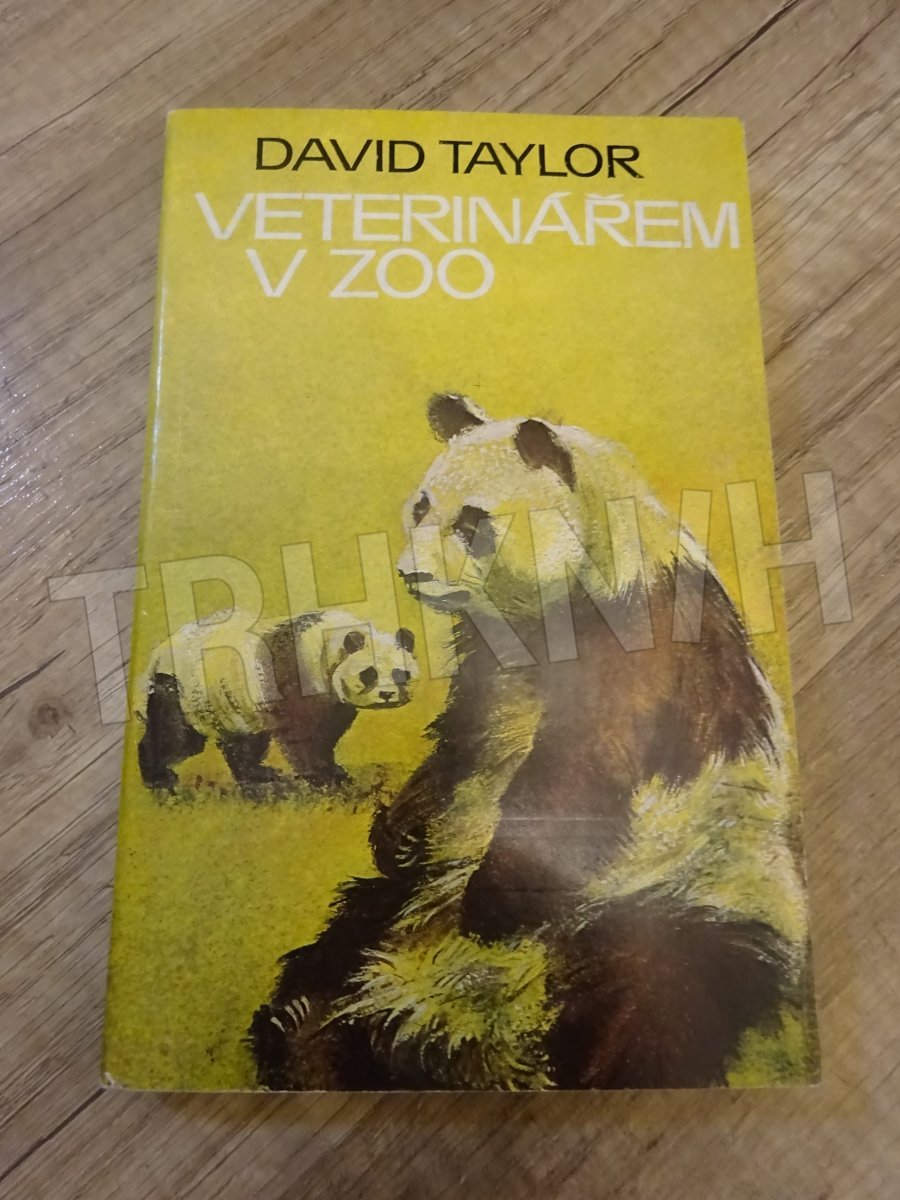 DAVID TAYLOR
VETERINÁŘEM
V ZOO
TRHKNIH